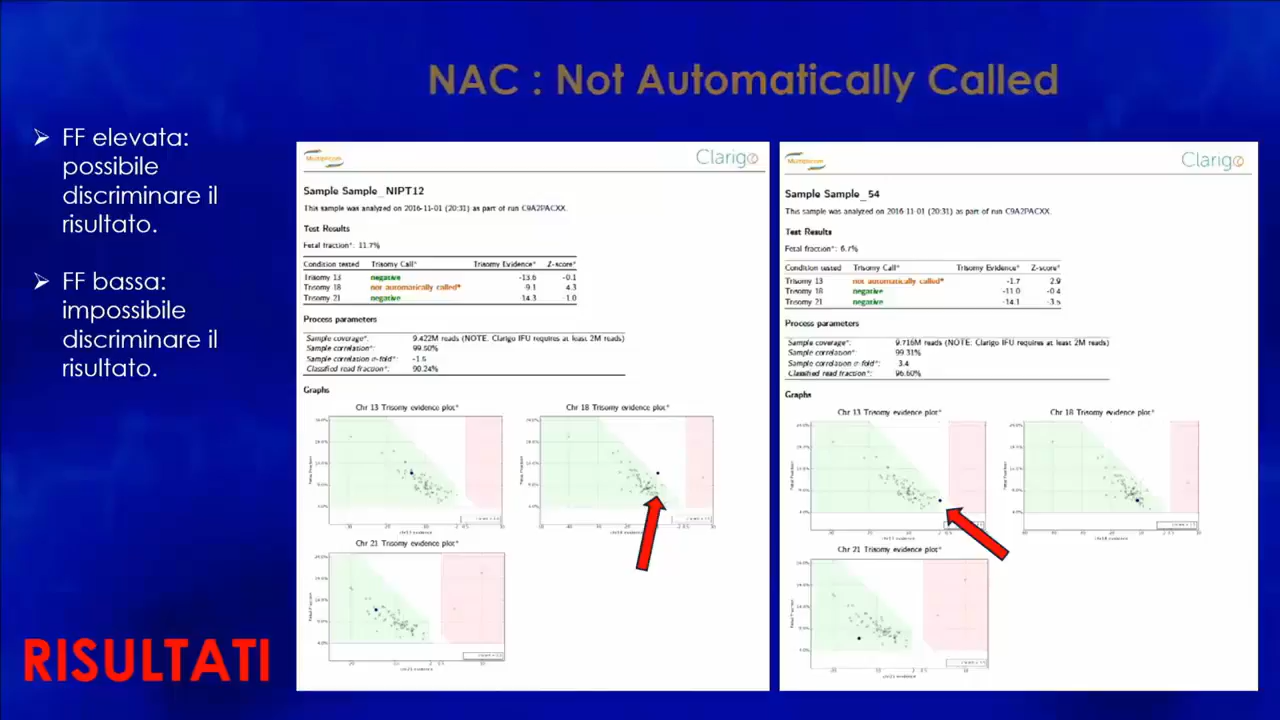 NAC : Not Automatically Called
FF elevata:
possibile
discriminare il
risultato.
FF bassa:
impossibile
discriminare il
risultato.
RISULTATI
Multiplicom
Clarigo
Sample Sample_NIPT12
This sample was analyzed on 2016-11-01 (20:31) as part of run C9A2PACXX.
Test Results
Fetal fraction*: 11.7%
Condition tested Trisomy Call* Trisomy Evidence* Z-score*
Trisomy 13 negative -13.6 -0.1
Trisomy 18 not automatically called* -9.1 4.3
Trisomy 21 negative -14.3 -1.0
Process parameters
Sample coverage*: 9.422M reads (NOTE: Clarigo IFU requires at least 2M reads)
Sample correlation*: 99.50%
Sample correlation n-fold*: -1.5
Classified read fraction*: 90.24%
Graphs
Chr 13 Trisomy evidence plot*
Chr 18 Trisomy evidence plot*
Chr 21 Trisomy evidence plot*
Multiplicom
Clarigo
Sample Sample_54
This sample was analyzed on 2016-11-01 (20:31) as part of run C9A2PACXX.
Test Results
Fetal fraction*: 6.7%
Condition tested Trisomy Call* Trisomy Evidence* Z-score*
Trisomy 13 not automatically called* -1.7 2.9
Trisomy 18 negative -11.0 -0.4
Trisomy 21 negative -14.1 -3.5
Process parameters
Sample coverage*: 9.716M reads (NOTE: Clarigo IFU requires at least 2M reads)
Sample correlation*: 99.31%
Sample correlation n-fold*: 3.4
Classified read fraction*: 96.60%
Graphs
Chr 13 Trisomy evidence plot*
Chr 18 Trisomy evidence plot*
Chr 21 Trisomy evidence plot*